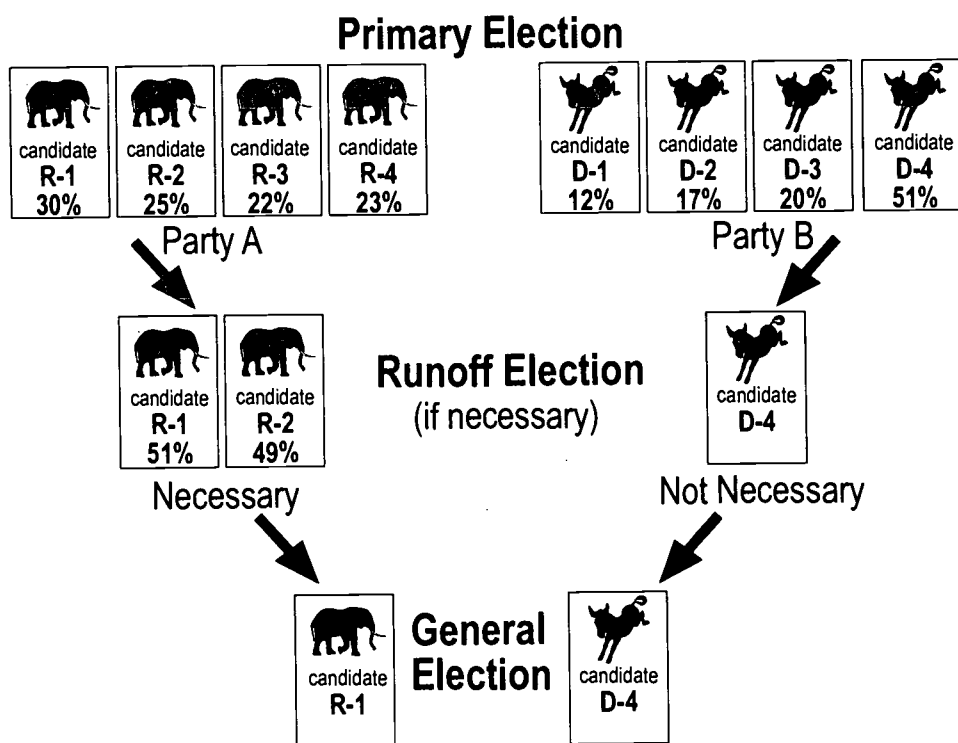 Primary Election
candidate
R-1
30%
candidate
R-2
25%
candidate
R-3
22%
candidate
R-4
23%
Party A
candidate
D-1
12%
candidate
D-2
17%
candidate
D-3
20%
candidate
D-4
51%
Party B
candidate
R-1
51%
candidate
R-2
49%
Necessary
Runoff Election
(if necessary)
candidate
D-4
Not Necessary
candidate
R-1
General
Election
candidate
D-4